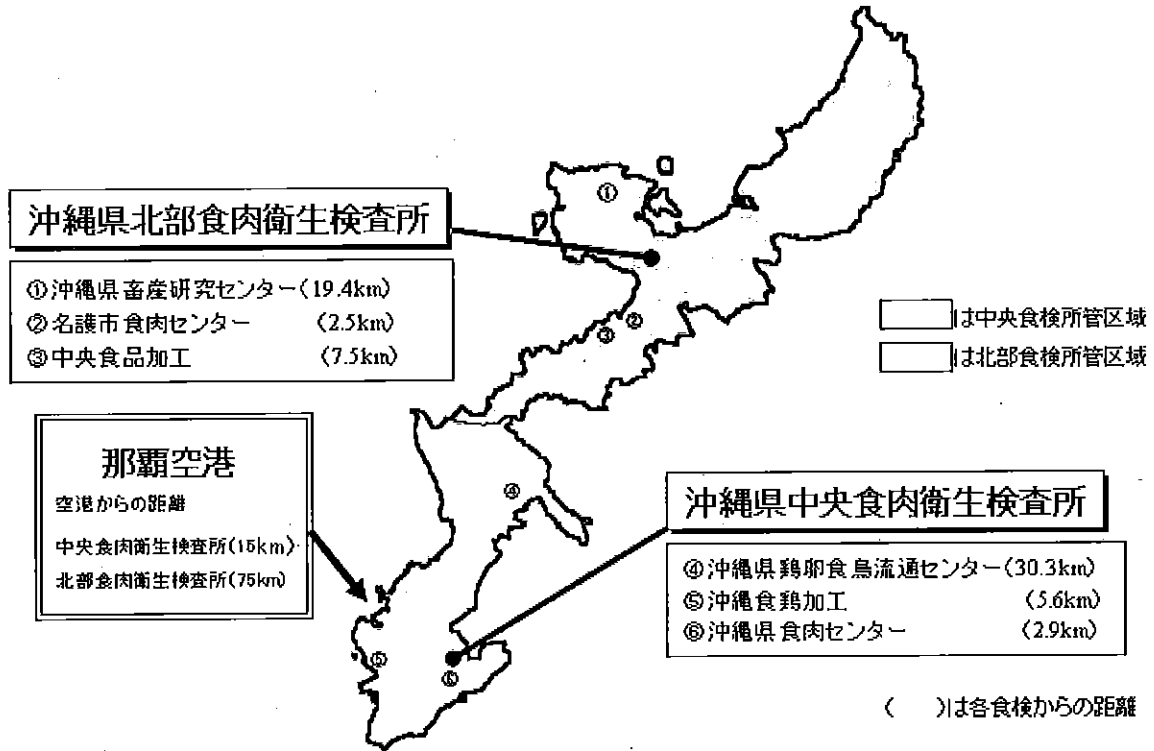 沖縄県北部食肉衛生検査所
①沖縄県畜産研究センター(19.4km)
②名護市食肉センター (2.5km)
③中央食品加工 (7.5km)
那覇空港
空港からの距離
中央食肉衛生検査所(15km)
北部食肉衛生検査所(75km)
①
②
③
④
⑤
⑥
は中央食検所管区域
は北部食検所管区域
沖縄県中央食肉衛生検査所
④沖縄県鶏卵食鳥流通センター(30.3km)
⑤沖縄食鶏加工 (5.6km)
⑥沖縄県食肉センター (2.9km)
( )は各食検からの距離